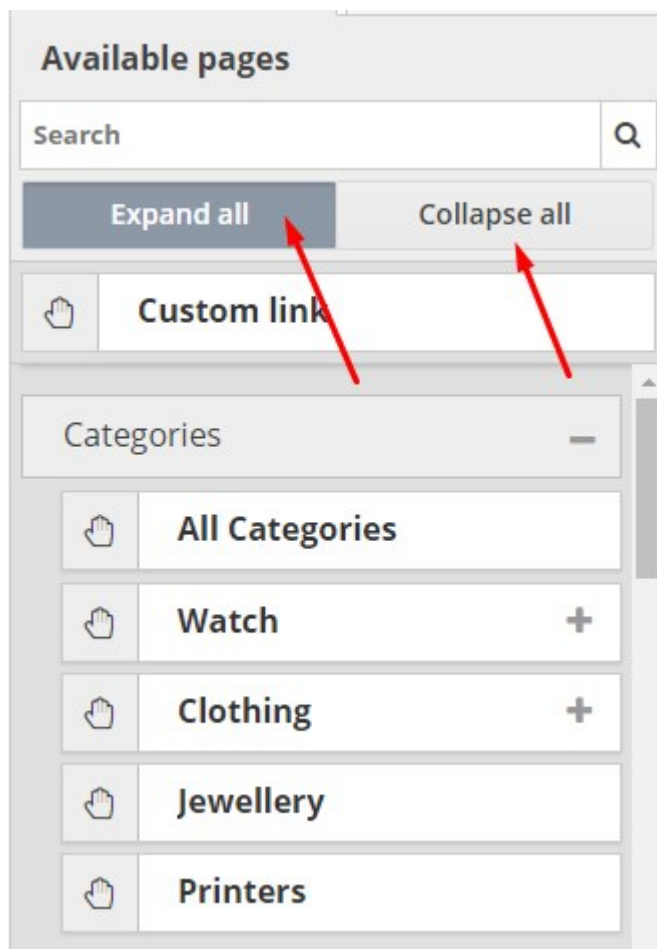 Available pages
Search
Expand all Collapse all
Custom link
Categories
All Categories
Watch
Clothing
Jewellery
Printers